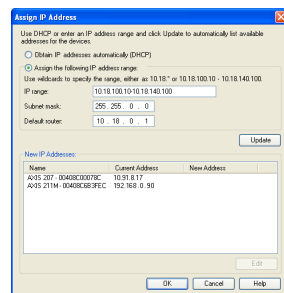 Assign IP Address
Use DHCP or enter an IP address range and click Update to automatically list available
addresses for the devices.
Obtain IP addresses automatically (DHCP)
Assign the following IP address range:
Use wildcards to specify the range, either as 10.18.* or 10.18.100.10 - 10.18.140.100.
IP range: 10.18.100.10-10.18.140.100
Subnet mask: 255 . 255 . 0 . 0
Default router: 10 . 18 . 0 . 1
Update
New IP Addresses:
Name Current Address New Address
AXIS 207 - 00408C00078C 10.91.8.17
AXIS 211M - 00408C6B3FEC 192.168.0.90
Edit
OK Cancel Help